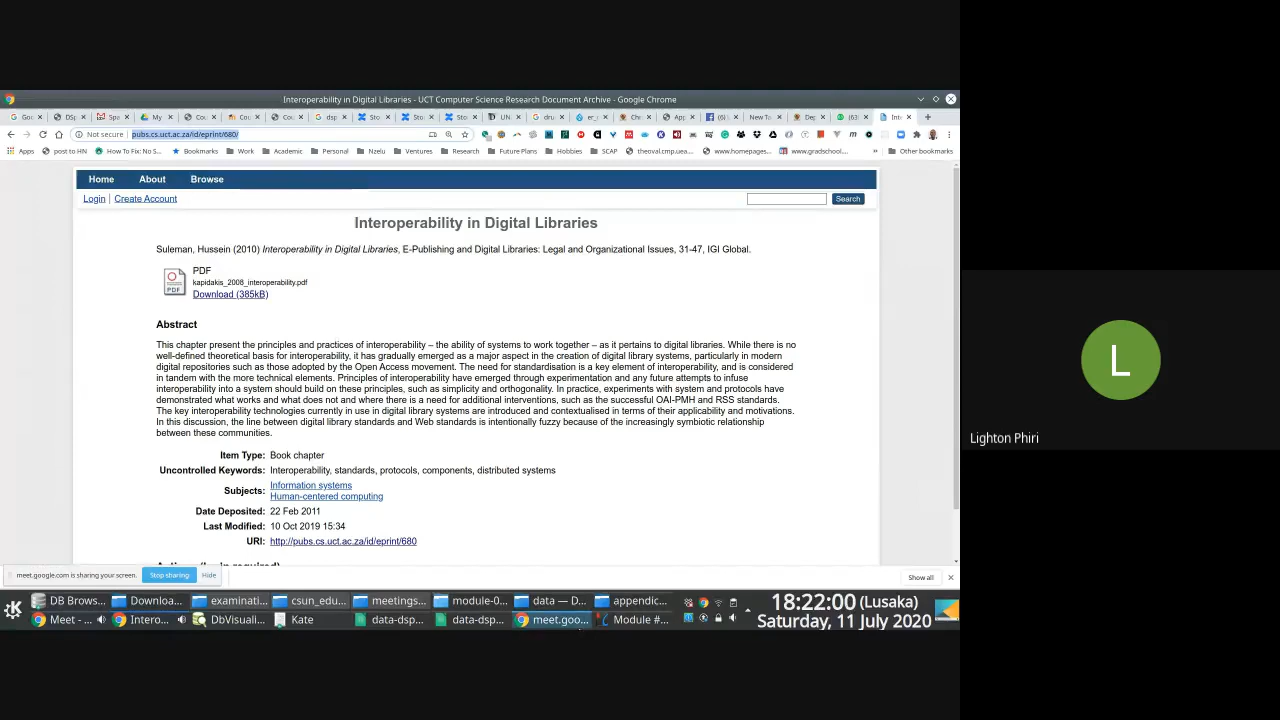 Interoperability in Digital Libraries - UCT Computer Science Research Document Archive - Google Chrome
Not secure pubs.cs.uct.ac.za/id/eprint/680/
Apps post to HN How To Fix: No S... Bookmarks Work Academic Personal Nzelu Ventures Research Future Plans Hobbies SCAP theoval.cmp.uea... www.homepages... www.gradschool... » Other bookmarks
Home About Browse
Login | Create Account Search
Interoperability in Digital Libraries
Suleman, Hussein (2010) Interoperability in Digital Libraries, E-Publishing and Digital Libraries: Legal and Organizational Issues, 31-47, IGI Global.
PDF
kapidakis_2008_interoperability.pdf
Download (385kB)
Abstract
This chapter present the principles and practices of interoperability – the ability of systems to work together – as it pertains to digital libraries. While there is no
well-defined theoretical basis for interoperability, it has gradually emerged as a major aspect in the creation of digital library systems, particularly in modern
digital repositories such as those adopted by the Open Access movement. The need for standardisation is a key element of interoperability, and is considered
in tandem with the more technical elements. Principles of interoperability have emerged through experimentation and any future attempts to infuse
interoperability into a system should build on these principles, such as simplicity and orthogonality. In practice, experiments with system and protocols have
demonstrated what works and what does not and where there is a need for additional interventions, such as the successful OAI-PMH and RSS standards.
The key interoperability technologies currently in use in digital library systems are introduced and contextualised in terms of their applicability and motivations.
In this discussion, the line between digital library standards and Web standards is intentionally fuzzy because of the increasingly symbiotic relationship
between these communities.
Item Type: Book chapter
Uncontrolled Keywords: Interoperability, standards, protocols, components, distributed systems
Subjects: Information systems
Human-centered computing
Date Deposited: 22 Feb 2011
Last Modified: 10 Oct 2019 15:34
URI: http://pubs.cs.uct.ac.za/id/eprint/680
meet.google.com is sharing your screen. Stop sharing Hide Show all
DB Brows... Downloa... examinati... csun_edu... meetings... module-0... data — D... appendic... 18:22:00 (Lusaka)
Meet - ... Intero... DbVisuali... Kate data-dsp... data-dsp... meet.goo... Module #... Saturday, 11 July 2020
L
Lighton Phiri